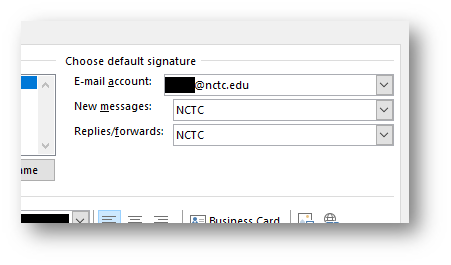 Choose default signature
E-mail account: @nctc.edu
New messages: NCTC
Replies/forwards: NCTC
ame
Business Card